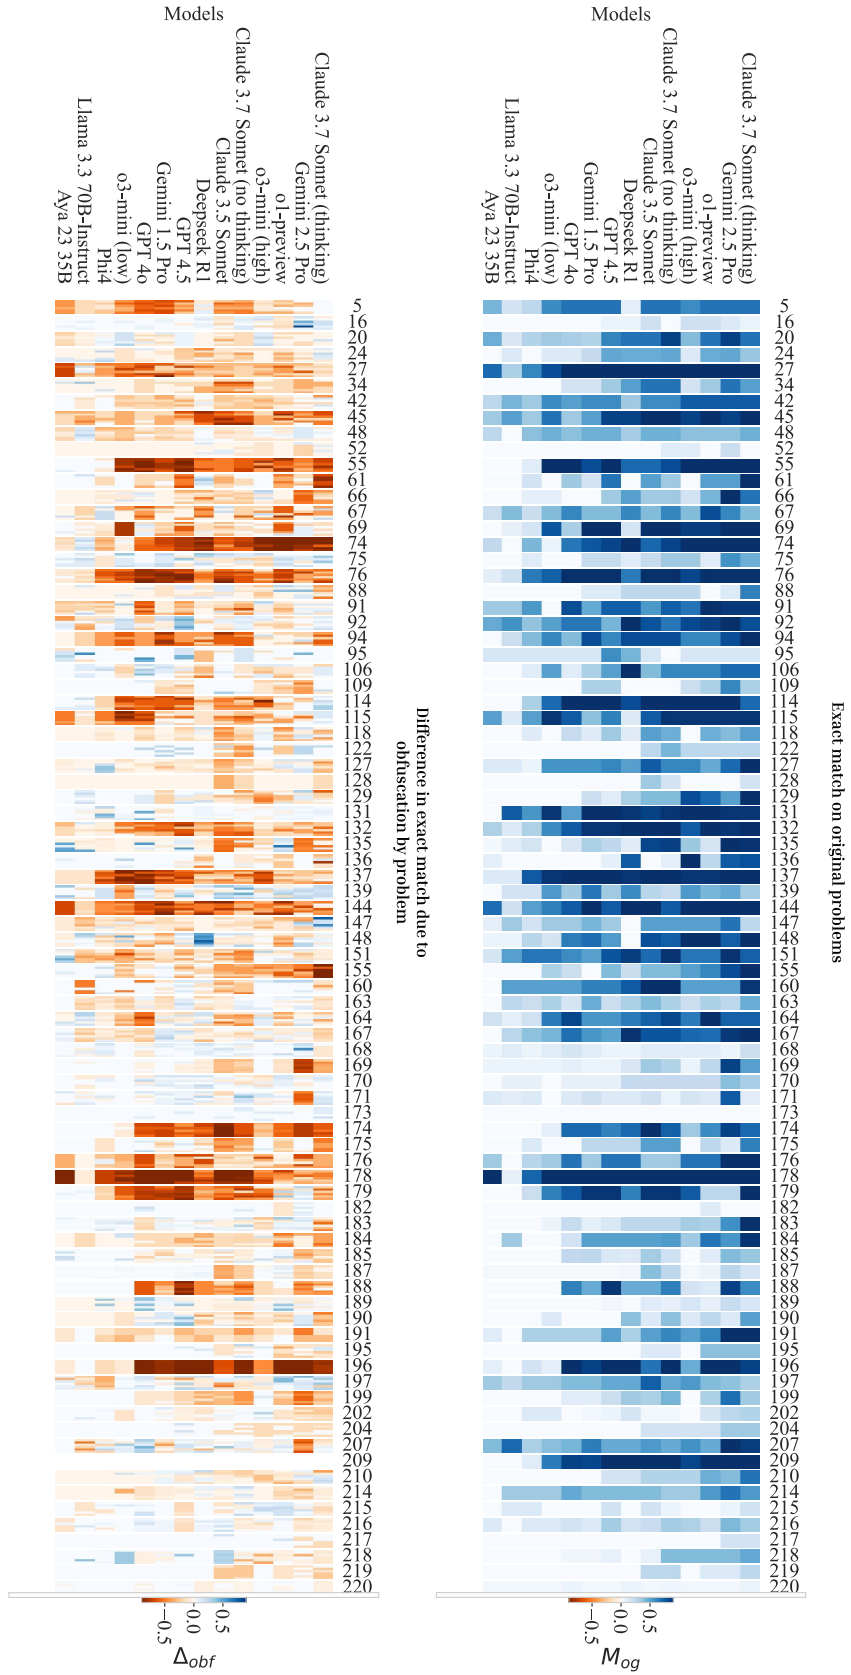 Exact match on original problems
5 16 20 24 27 34 42 45 48 52 55 61 66 67 69 74 75 76 88 91 92 94 95 106 109 114 115 118 122 127 128 129 131 132 135 136 137 139 144 147 148 151 155 160 163 164 167 168 169 170 171 173 174 175 176 178 179 182 183 184 185 187 188 189 190 191 195 196 197 199 202 204 207 209 210 214 215 216 217 218 219 220
Models
Claude 3.7 Sonnet (thinking)
Gemini 2.5 Pro
o1-preview
o3-mini (high)
Claude 3.7 Sonnet (no thinking)
Claude 3.5 Sonnet
Deepseek R1
GPT 4.5
Gemini 1.5 Pro
GPT 4o
o3-mini (low)
Phi4
Llama 3.3 70B-Instruct
Aya 23 35B
0.5
0.0
−0.5
M_og
Difference in exact match due to
obfuscation by problem
5 16 20 24 27 34 42 45 48 52 55 61 66 67 69 74 75 76 88 91 92 94 95 106 109 114 115 118 122 127 128 129 131 132 135 136 137 139 144 147 148 151 155 160 163 164 167 168 169 170 171 173 174 175 176 178 179 182 183 184 185 187 188 189 190 191 195 196 197 199 202 204 207 209 210 214 215 216 217 218 219 220
Models
Claude 3.7 Sonnet (thinking)
Gemini 2.5 Pro
o1-preview
o3-mini (high)
Claude 3.7 Sonnet (no thinking)
Claude 3.5 Sonnet
Deepseek R1
GPT 4.5
Gemini 1.5 Pro
GPT 4o
o3-mini (low)
Phi4
Llama 3.3 70B-Instruct
Aya 23 35B
0.5
0.0
−0.5
Δ_obf